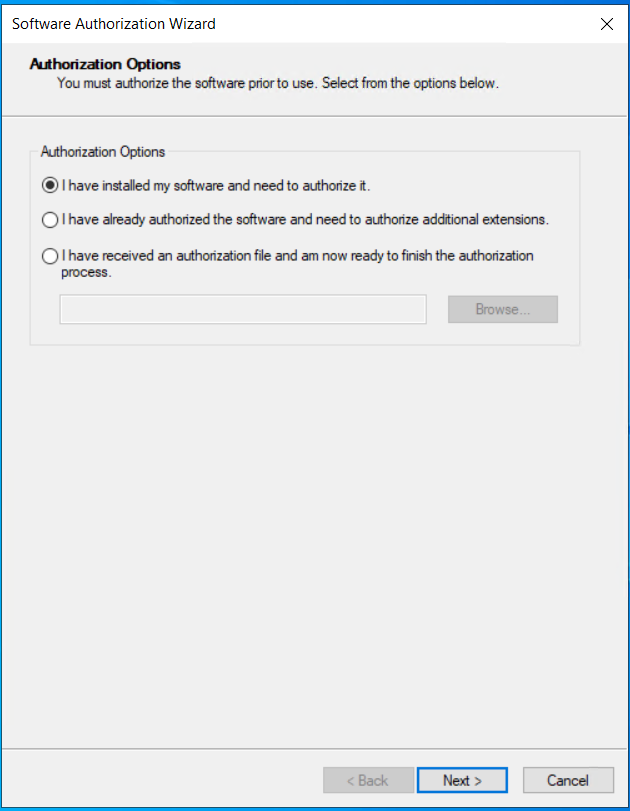 Software Authorization Wizard
Authorization Options
You must authorize the software prior to use. Select from the options below.
Authorization Options
I have installed my software and need to authorize it.
I have already authorized the software and need to authorize additional extensions.
I have received an authorization file and am now ready to finish the authorization
process.
Browse...
< Back Next > Cancel